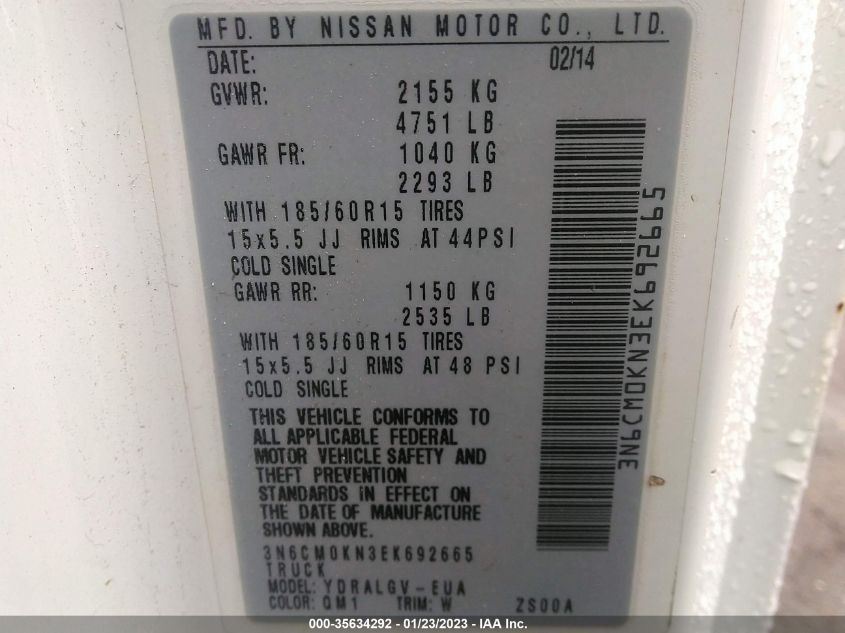 MFD. BY NISSAN MOTOR CO., LTD.
DATE: 02/14
GVWR: 2155 KG
4751 LB
GAWR FR: 1040 KG
2293 LB
WITH 185/60R15 TIRES
15x5.5 JJ RIMS AT 44PSI
COLD SINGLE
GAWR RR: 1150 KG
2535 LB
WITH 185/60R15 TIRES
15x5.5 JJ RIMS AT 48 PSI
COLD SINGLE
THIS VEHICLE CONFORMS TO
ALL APPLICABLE FEDERAL
MOTOR VEHICLE SAFETY AND
THEFT PREVENTION
STANDARDS IN EFFECT ON
THE DATE OF MANUFACTURE
SHOWN ABOVE.
3N6CM0KN3EK692665
TRUCK
MODEL: YDRALGV-EUA
COLOR: QM1 TRIM: W ZS00A
3N6CM0KN3EK692665
000-35634292 - 01/23/2023 - IAA Inc.